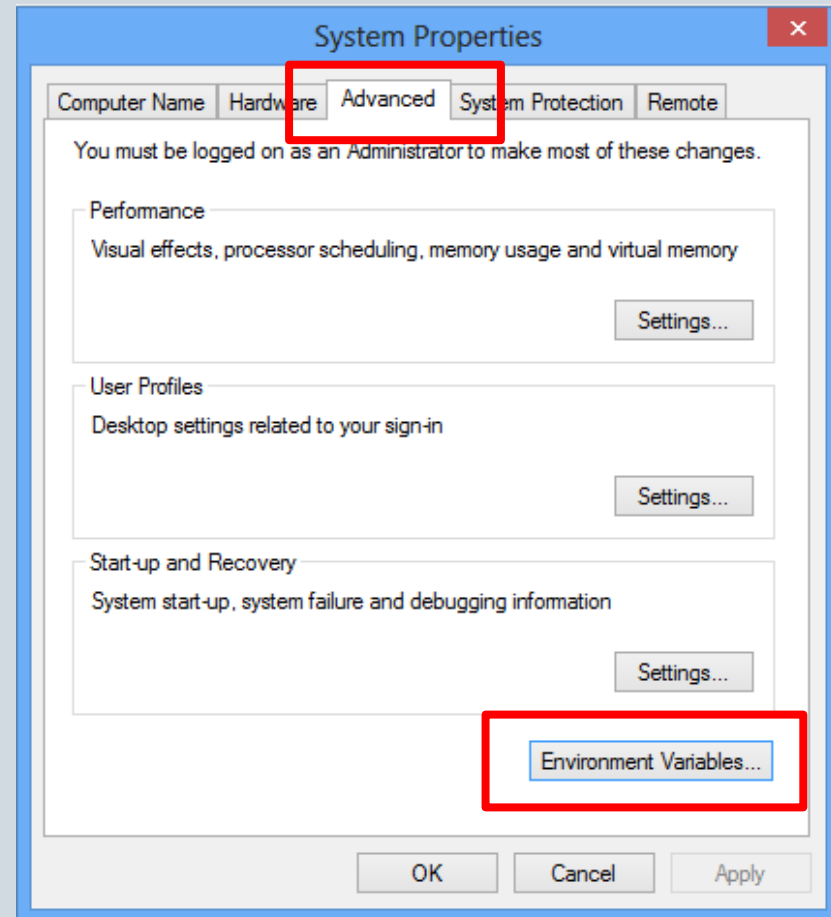 System Properties
Computer Name Hardware Advanced System Protection Remote
You must be logged on as an Administrator to make most of these changes.
Performance
Visual effects, processor scheduling, memory usage and virtual memory
Settings...
User Profiles
Desktop settings related to your sign-in
Settings...
Start-up and Recovery
System start-up, system failure and debugging information
Settings...
Environment Variables...
OK Cancel Apply